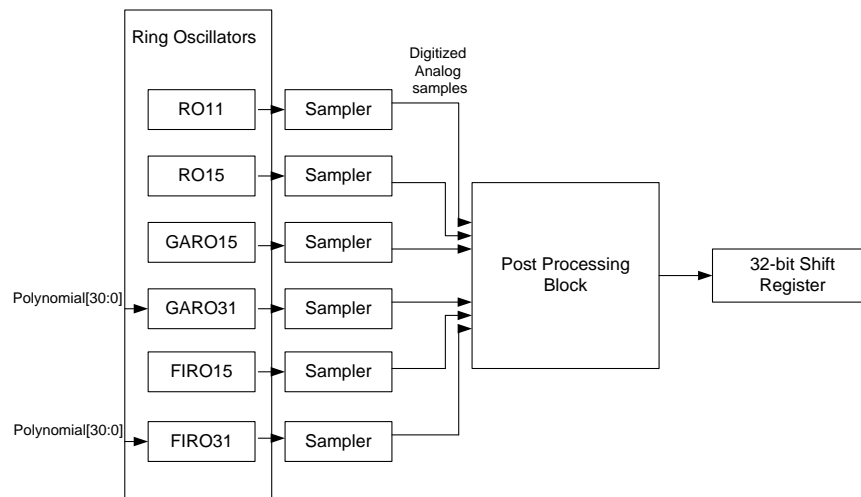 Ring Oscillators
Digitized
Analog
samples
RO11
Sampler
RO15
Sampler
GARO15
Sampler
Post Processing
Block
32-bit Shift
Register
Polynomial[30:0]
GARO31
Sampler
FIRO15
Sampler
Polynomial[30:0]
FIRO31
Sampler